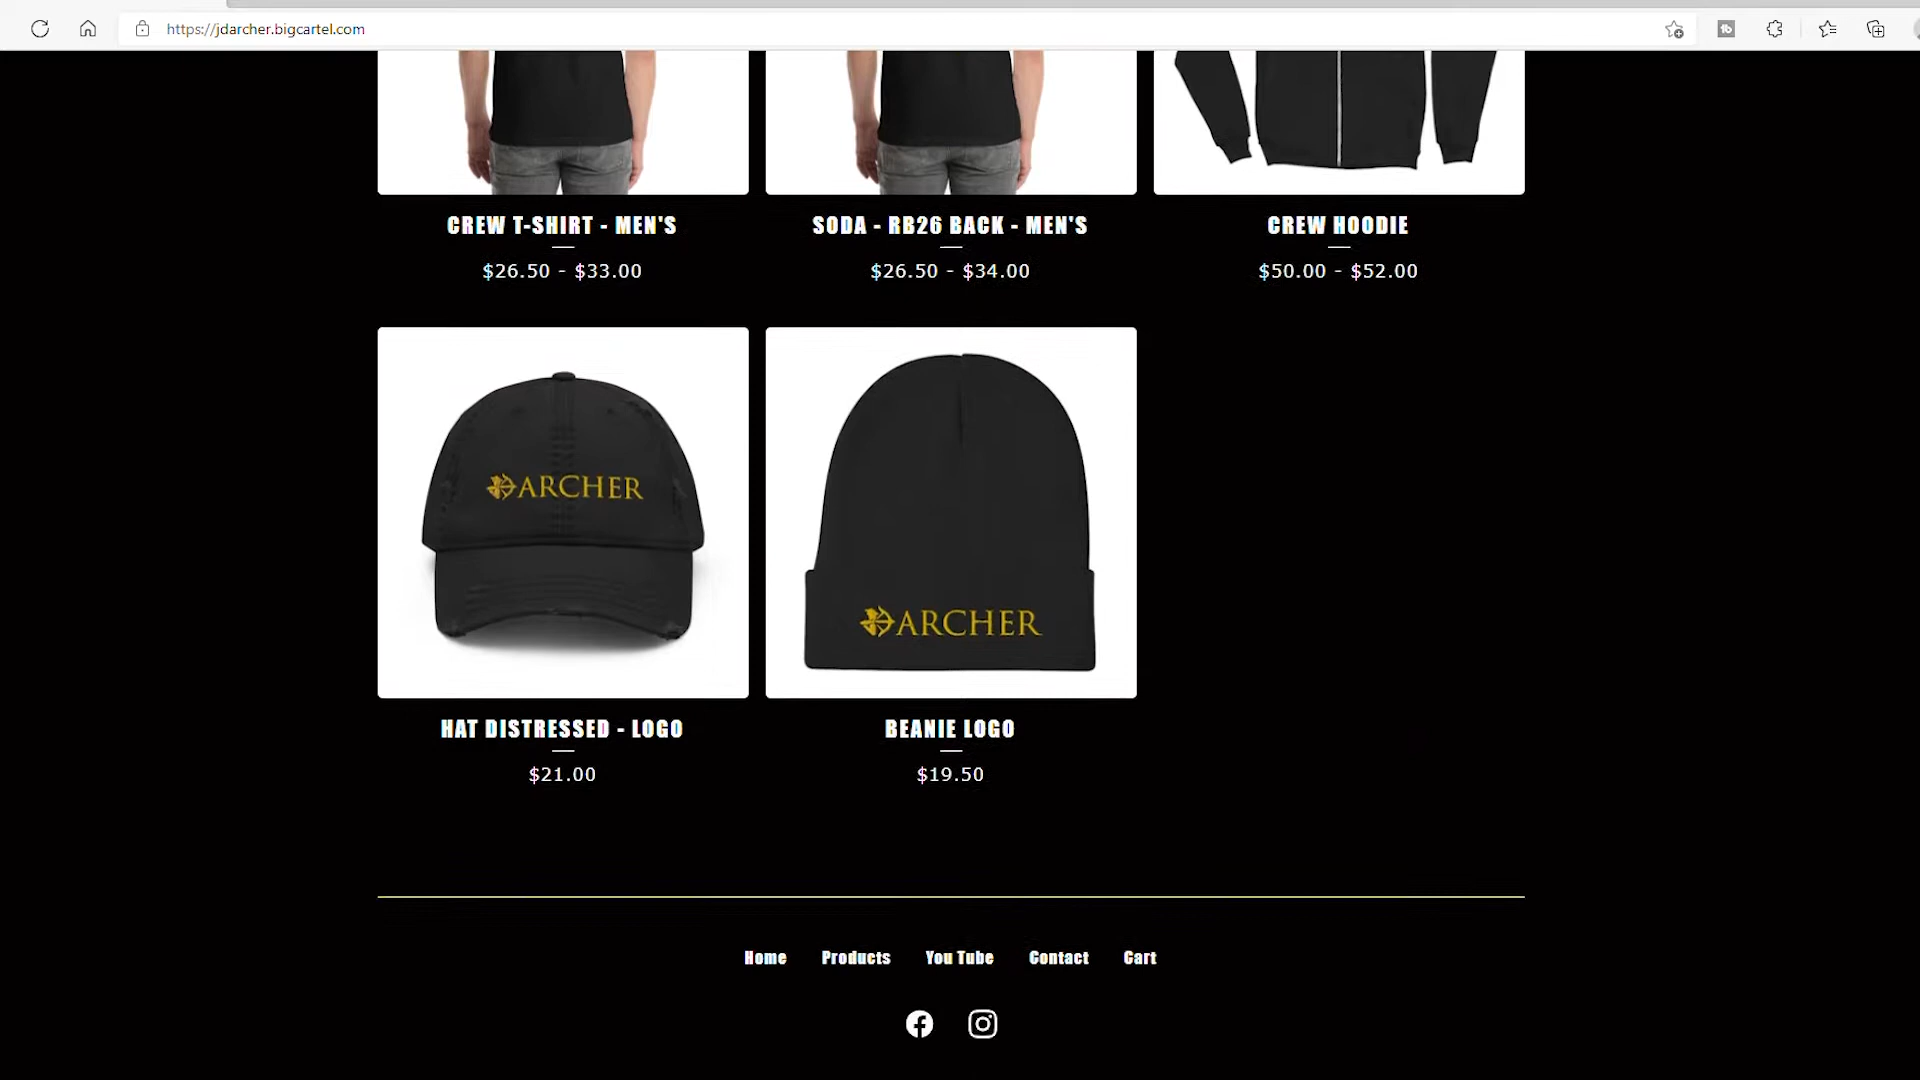 https://jdarcher.bigcartel.com
CREW T-SHIRT - MEN'S
$26.50 - $33.00
SODA - RB26 BACK - MEN'S
$26.50 - $34.00
CREW HOODIE
$50.00 - $52.00
ARCHER
ARCHER
HAT DISTRESSED - LOGO
$21.00
BEANIE LOGO
$19.50
Home Products You Tube Contact Cart